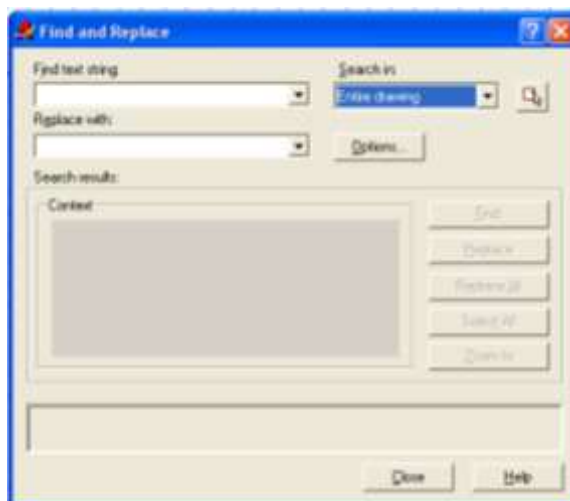 Find and Replace
Find text string:
Search in:
Entire drawing
Replace with:
Options...
Search results:
Context
Find
Replace
Replace All
Select All
Zoom to
Close
Help